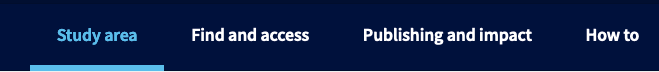 Study area Find and access Publishing and impact How to